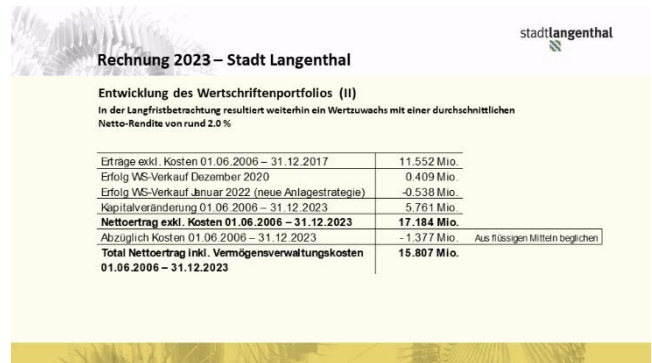 stadtlangenthal
Rechnung 2023 – Stadt Langenthal
Entwicklung des Wertschriftenportfolios (II)
In der Langfristbetrachtung resultiert weiterhin ein Wertzuwachs mit einer durchschnittlichen
Netto-Rendite von rund 2.0 %
Erträge exkl. Kosten 01.06.2006 – 31.12.2017 11.552 Mio.
Erfolg WS-Verkauf Dezember 2020 0.409 Mio.
Erfolg WS-Verkauf Januar 2022 (neue Anlagestrategie) -0.538 Mio.
Kapitalveränderung 01.06.2006 – 31.12.2023 5.761 Mio.
Nettoertrag exkl. Kosten 01.06.2006 – 31.12.2023 17.184 Mio.
Abzüglich Kosten 01.06.2006 – 31.12.2023 - 1.377 Mio. Aus flüssigen Mitteln beglichen
Total Nettoertrag inkl. Vermögensverwaltungskosten 15.807 Mio.
01.06.2006 – 31.12.2023